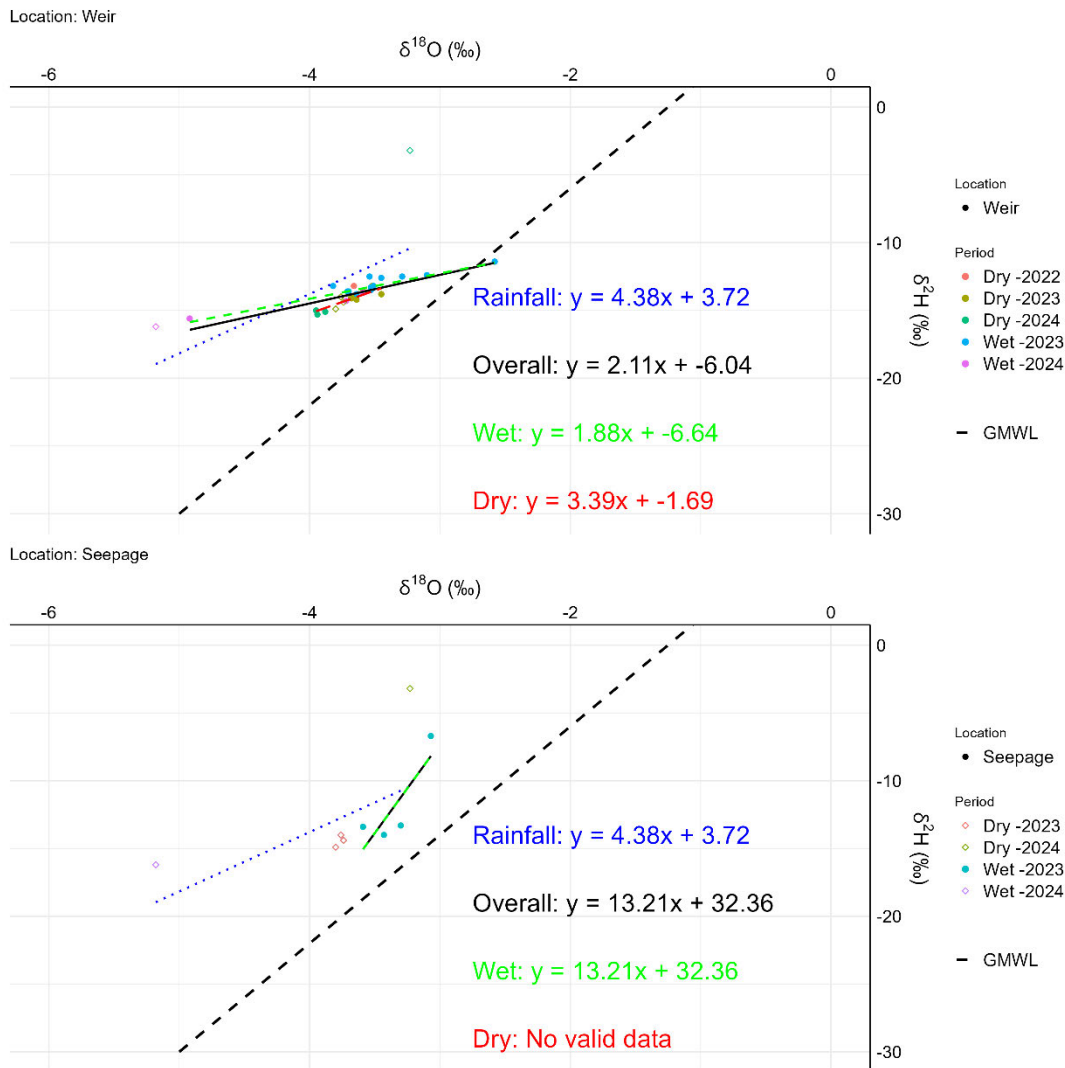 Location: Weir
δ¹⁸O (‰)
-6 -4 -2 0
0
-10
-20
-30
δ²H (‰)
Rainfall: y = 4.38x + 3.72
Overall: y = 2.11x + -6.04
Wet: y = 1.88x + -6.64
Dry: y = 3.39x + -1.69
Location
Weir
Period
Dry -2022
Dry -2023
Dry -2024
Wet -2023
Wet -2024
GMWL
Location: Seepage
δ¹⁸O (‰)
-6 -4 -2 0
0
-10
-20
-30
δ²H (‰)
Rainfall: y = 4.38x + 3.72
Overall: y = 13.21x + 32.36
Wet: y = 13.21x + 32.36
Dry: No valid data
Location
Seepage
Period
Dry -2023
Dry -2024
Wet -2023
Wet -2024
GMWL